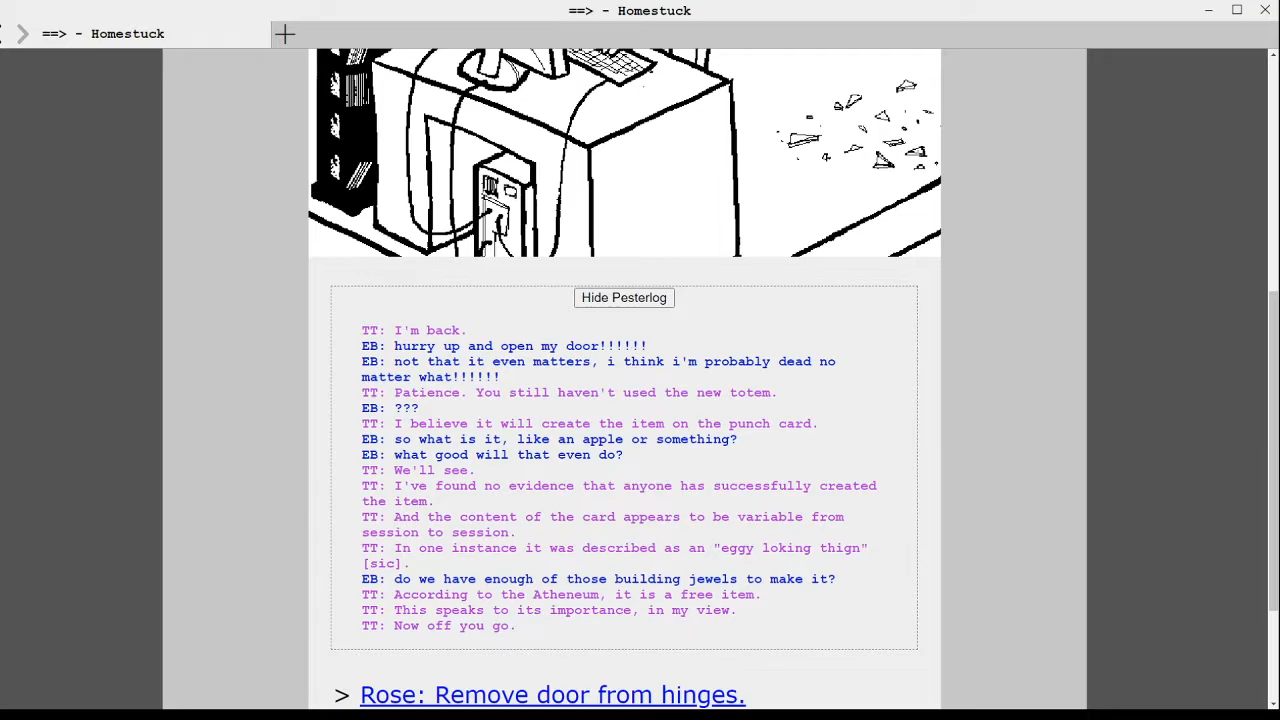 ==> - Homestuck
==> - Homestuck
Hide Pesterlog
TT: I'm back.
EB: hurry up and open my door!!!!!!
EB: not that it even matters, i think i'm probably dead no
matter what!!!!!!
TT: Patience. You still haven't used the new totem.
EB: ???
TT: I believe it will create the item on the punch card.
EB: so what is it, like an apple or something?
EB: what good will that even do?
TT: We'll see.
TT: I've found no evidence that anyone has successfully created
the item.
TT: And the content of the card appears to be variable from
session to session.
TT: In one instance it was described as an "eggy loking thign"
[sic].
EB: do we have enough of those building jewels to make it?
TT: According to the Atheneum, it is a free item.
TT: This speaks to its importance, in my view.
TT: Now off you go.
> Rose: Remove door from hinges.